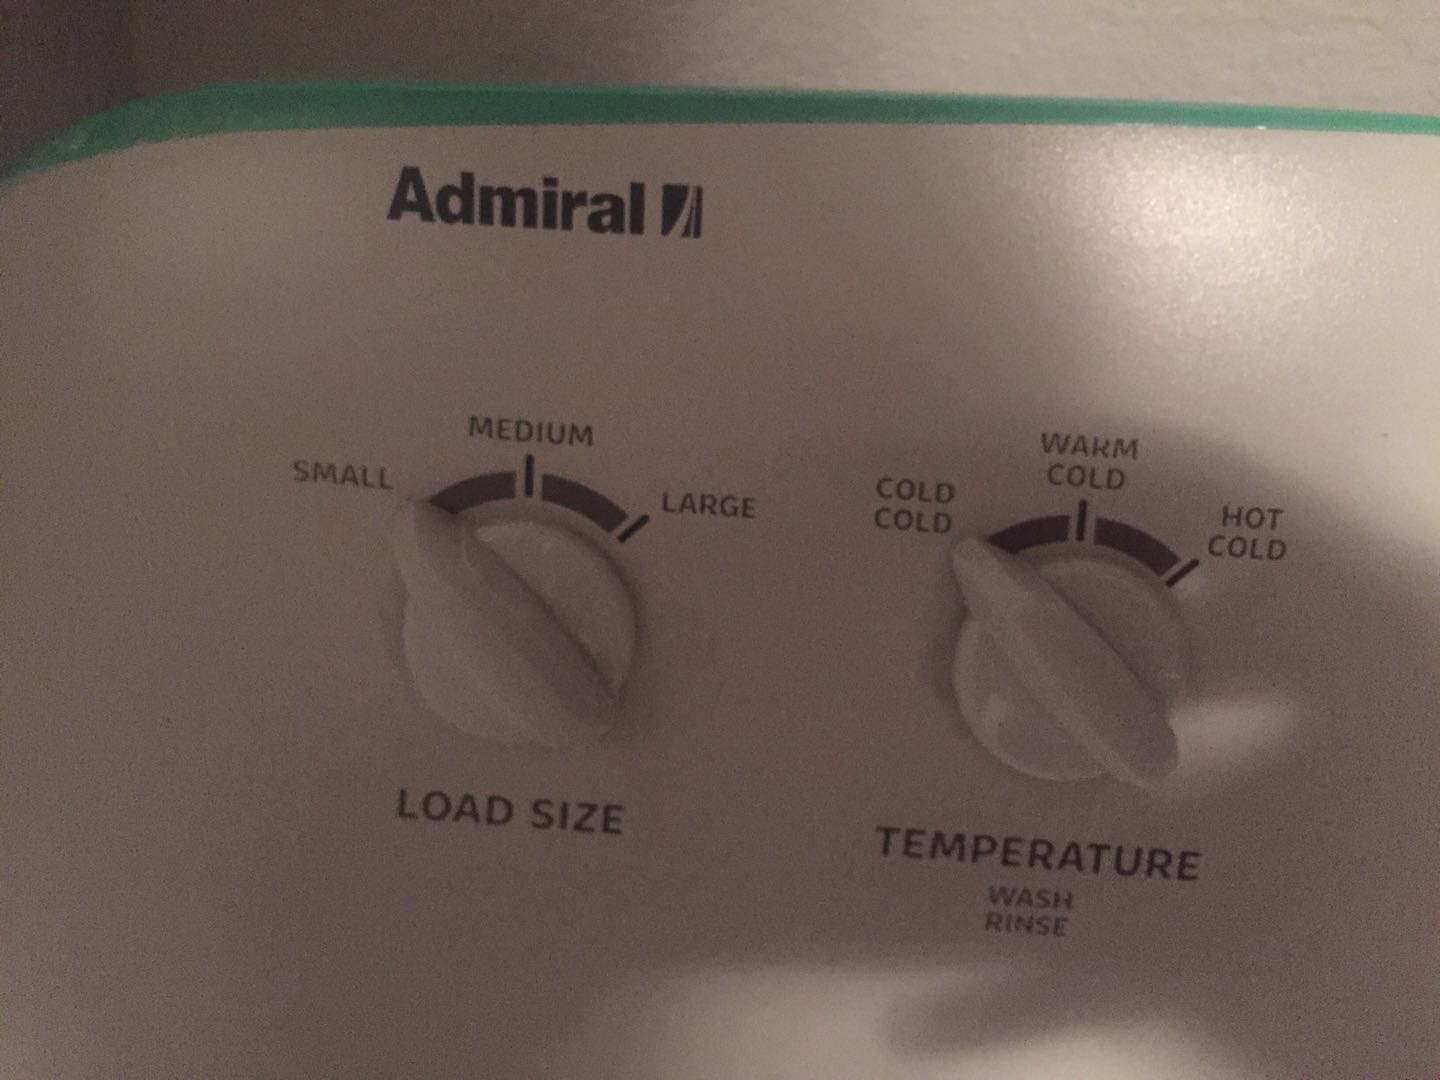 Admiral
MEDIUM
SMALL
LARGE
LOAD SIZE
WARM
COLD
COLD
COLD
HOT
COLD
TEMPERATURE
WASH
RINSE